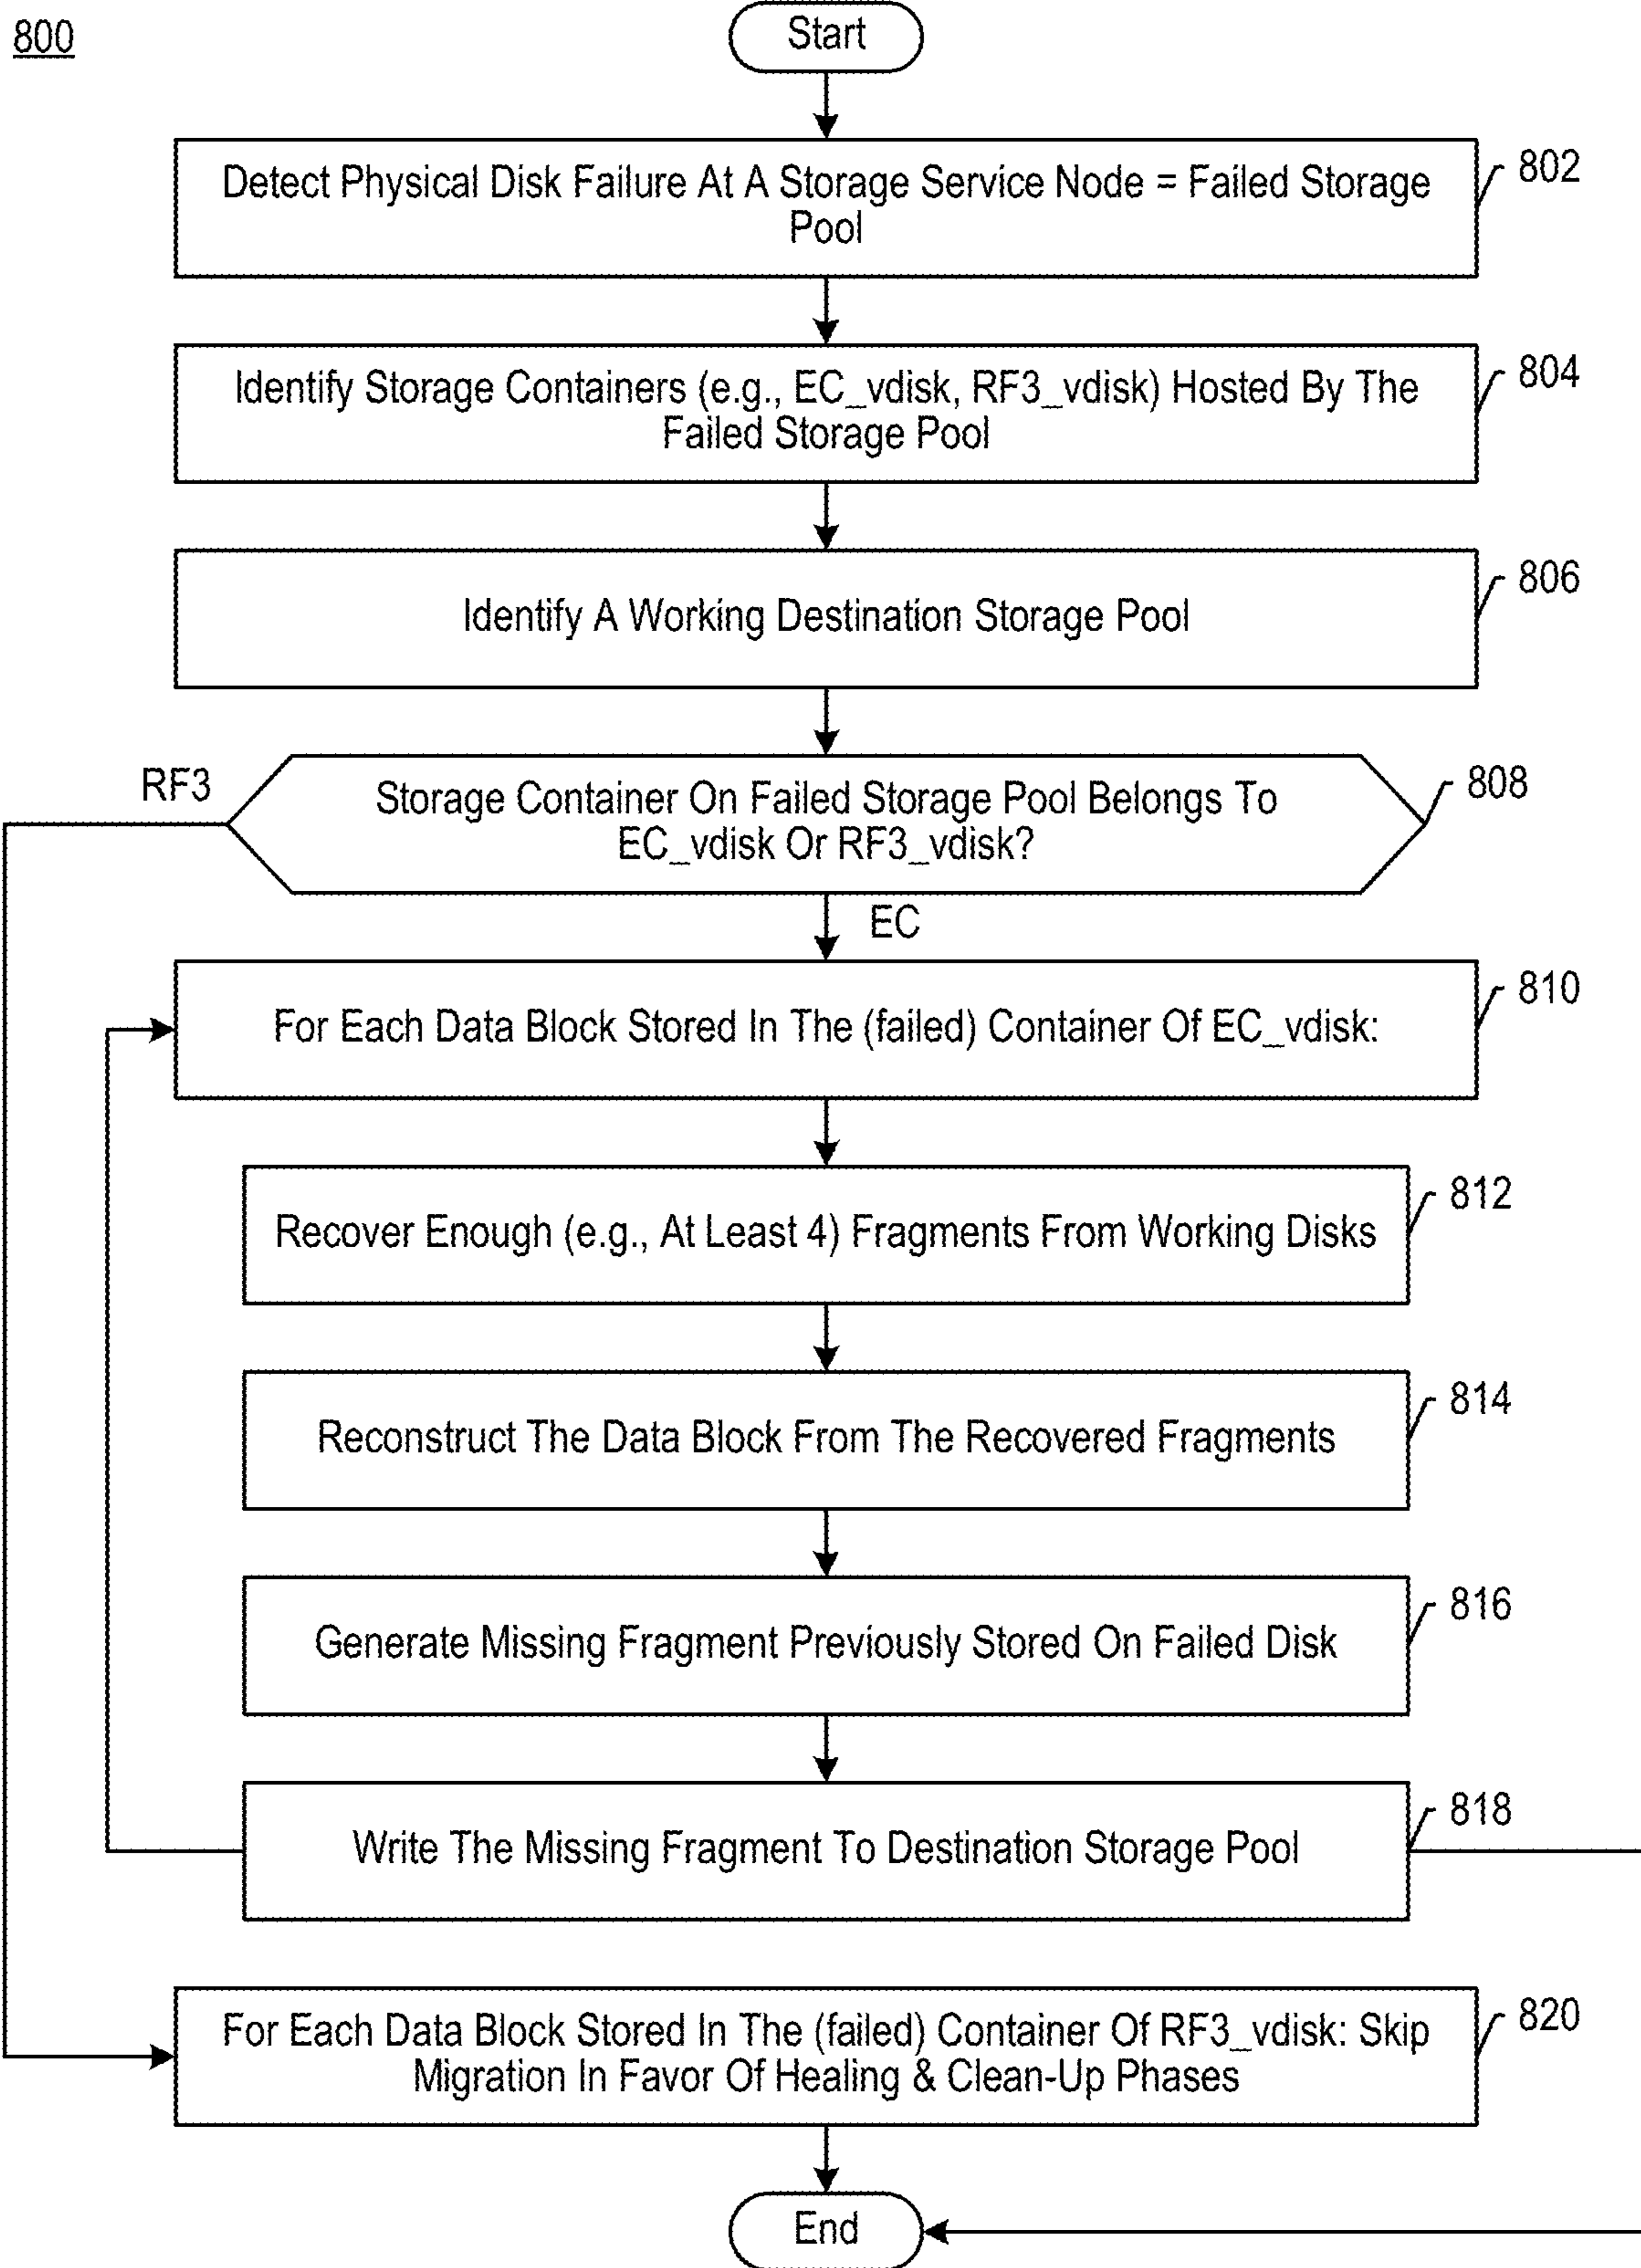 800
Start
Detect Physical Disk Failure At A Storage Service Node = Failed Storage
Pool
802
Identify Storage Containers (e.g., EC_vdisk, RF3_vdisk) Hosted By The
Failed Storage Pool
804
Identify A Working Destination Storage Pool
806
RF3
Storage Container On Failed Storage Pool Belongs To
EC_vdisk Or RF3_vdisk?
808
EC
For Each Data Block Stored In The (failed) Container Of EC_vdisk:
810
Recover Enough (e.g., At Least 4) Fragments From Working Disks
812
Reconstruct The Data Block From The Recovered Fragments
814
Generate Missing Fragment Previously Stored On Failed Disk
816
Write The Missing Fragment To Destination Storage Pool
818
For Each Data Block Stored In The (failed) Container Of RF3_vdisk: Skip
Migration In Favor Of Healing & Clean-Up Phases
820
End